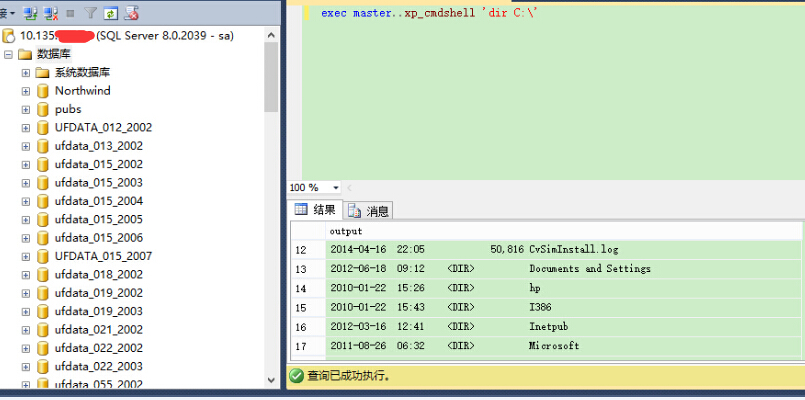 接
exec master..xp_cmdshell 'dir C:\'
10.135 (SQL Server 8.0.2039 - sa)
数据库
系统数据库
Northwind
pubs
UFDATA_012_2002
ufdata_013_2002
ufdata_015_2002
ufdata_015_2003
ufdata_015_2004
ufdata_015_2005
ufdata_015_2006
UFDATA_015_2007
ufdata_018_2002
ufdata_019_2002
ufdata_019_2003
ufdata_021_2002
ufdata_022_2002
ufdata_022_2003
ufdata_055_2002
100 %
结果 消息
output
12 2014-04-16 22:05 50,816 CvSimInstall.log
13 2012-06-18 09:12 <DIR> Documents and Settings
14 2010-01-22 15:26 <DIR> hp
15 2010-01-22 15:43 <DIR> I386
16 2012-03-16 12:41 <DIR> Inetpub
17 2011-08-26 06:32 <DIR> Microsoft
查询已成功执行。